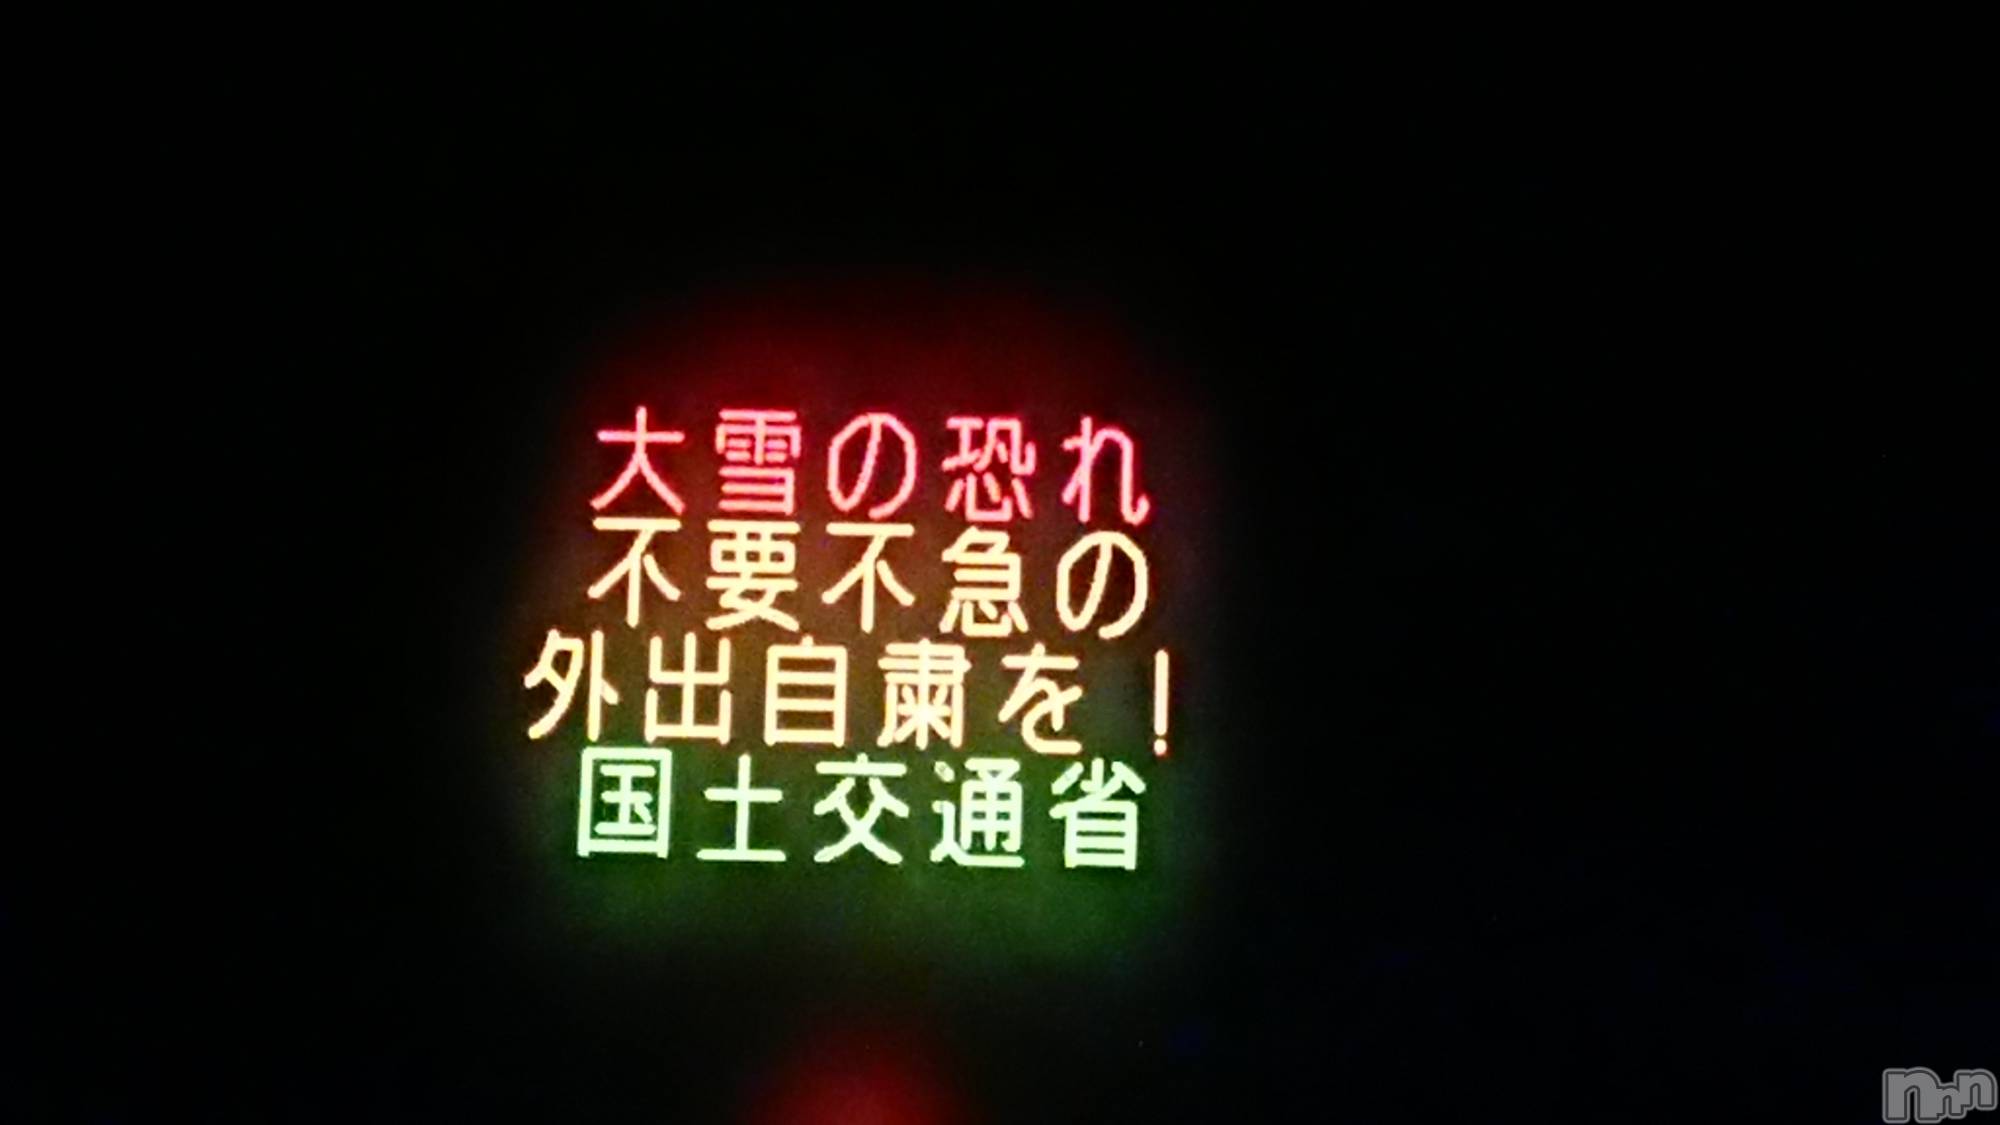 大雪の恐れ
不要不急の
外出自粛を！
国土交通省
nnn